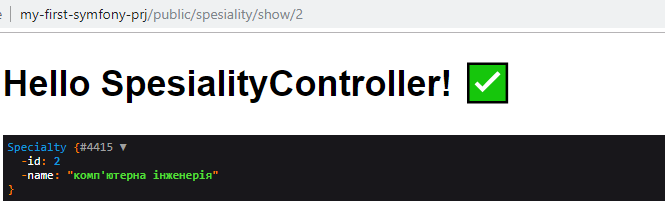 e my-first-symfony-prj/public/spesiality/show/2
Hello SpesialityController! ✅
Specialty {#4415 ▼
-id: 2
-name: "комп'ютерна інженерія"
}